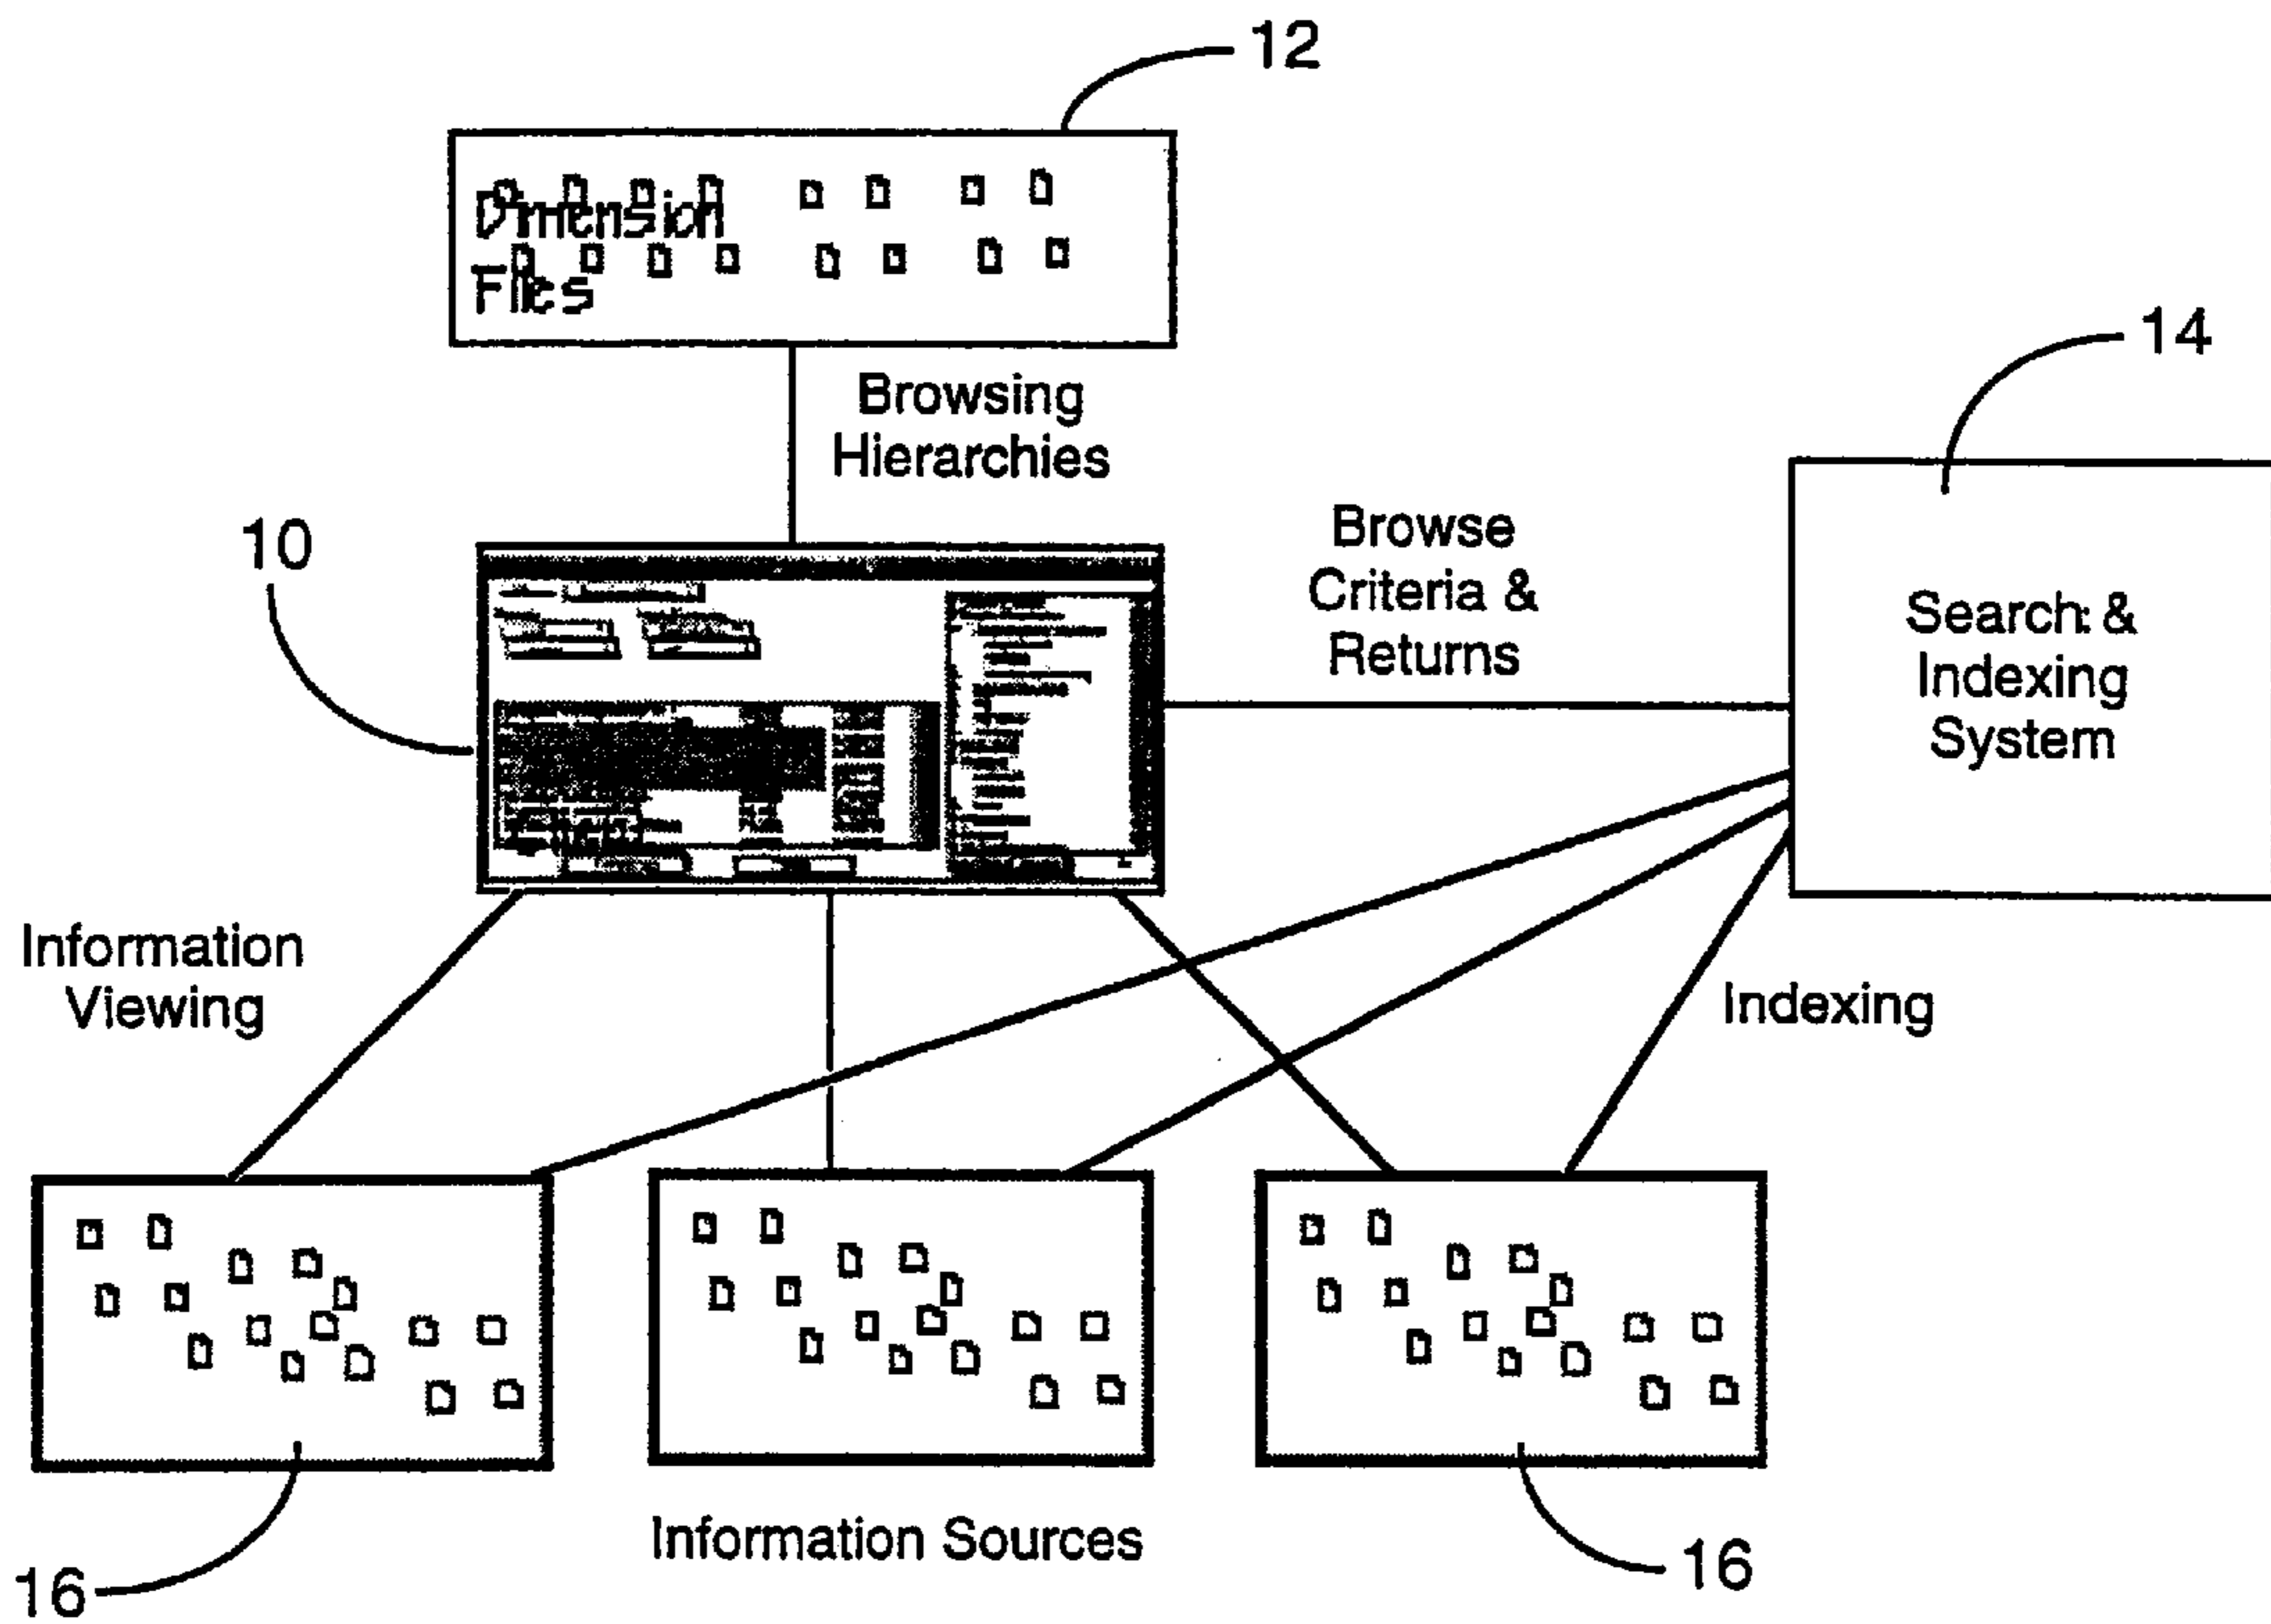 12
Dimension
Files
14
Browsing
Hierarchies
10
Browse
Criteria &
Returns
Search &
Indexing
System
Information
Viewing
Indexing
Information Sources
16
16